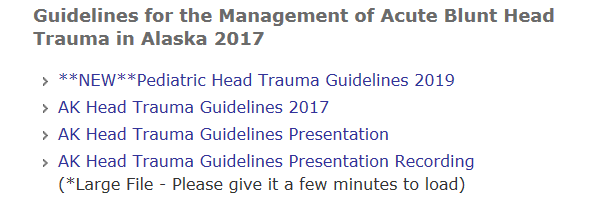 Guidelines for the Management of Acute Blunt Head
Trauma in Alaska 2017
**NEW**Pediatric Head Trauma Guidelines 2019
AK Head Trauma Guidelines 2017
AK Head Trauma Guidelines Presentation
AK Head Trauma Guidelines Presentation Recording
(*Large File - Please give it a few minutes to load)